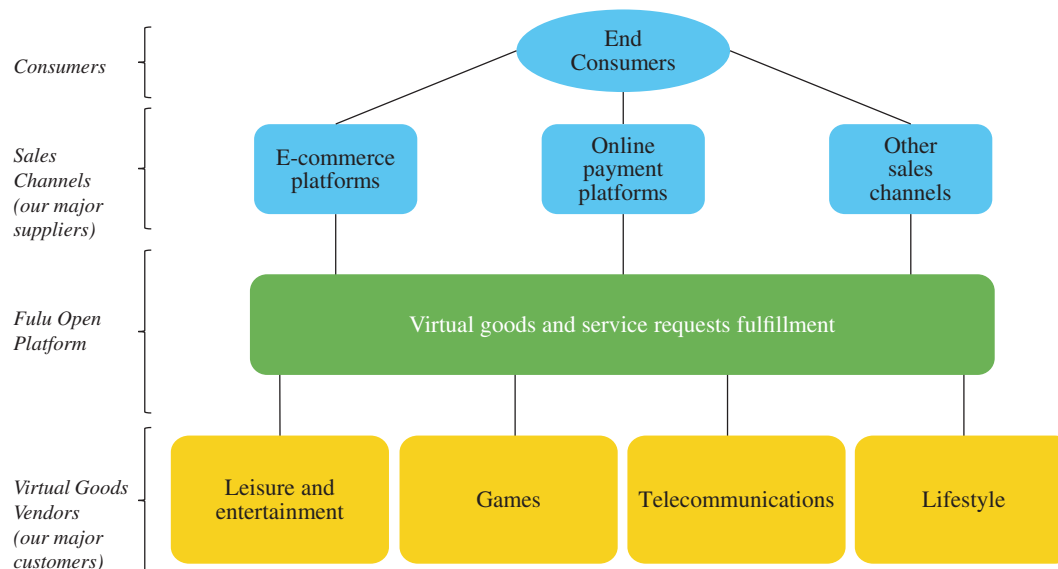 Consumers
End
Consumers
Sales
Channels
(our major
suppliers)
E-commerce
platforms
Online
payment
platforms
Other
sales
channels
Fulu Open
Platform
Virtual goods and service requests fulfillment
Virtual Goods
Vendors
(our major
customers)
Leisure and
entertainment
Games
Telecommunications
Lifestyle